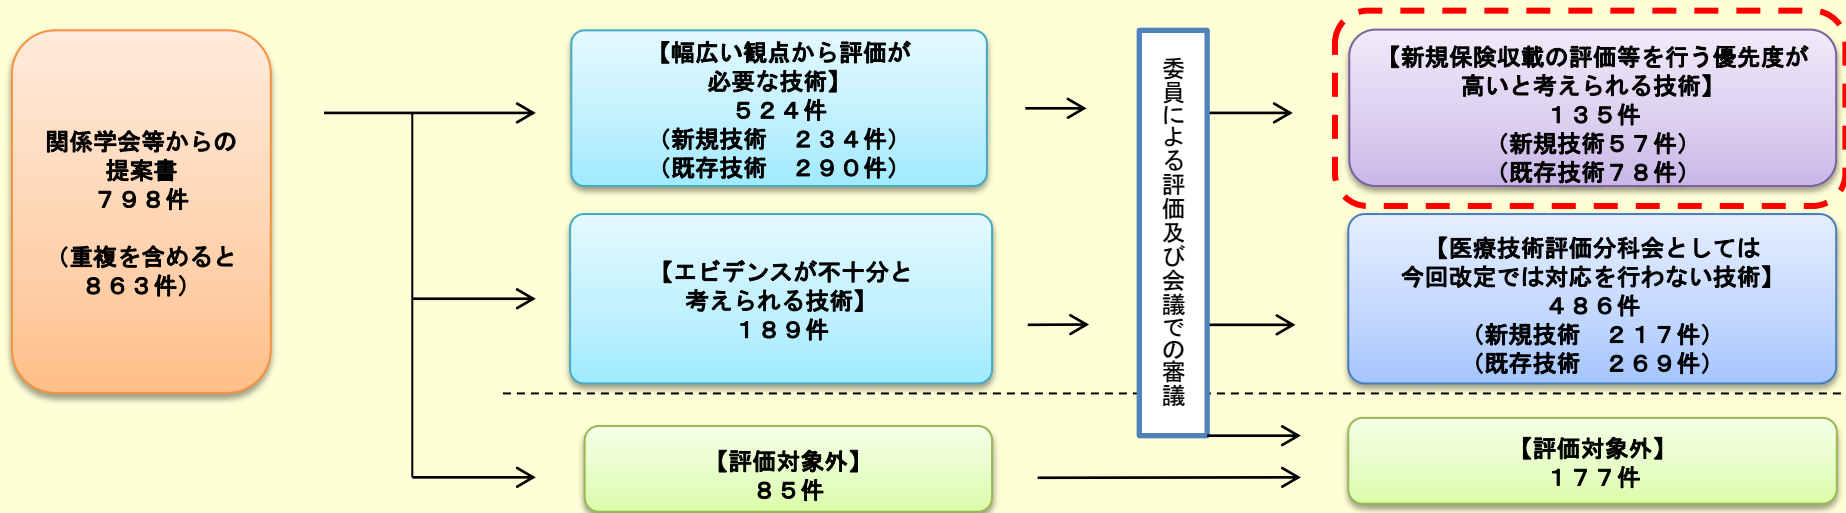 関係学会等からの
提案書
７９８件
（重複を含めると
８６３件）
【幅広い観点から評価が
必要な技術】
５２４件
（新規技術　２３４件）
（既存技術　２９０件）
【エビデンスが不十分と
考えられる技術】
１８９件
【評価対象外】
８５件
委員による評価及び会議での審議
【新規保険収載の評価等を行う優先度が
高いと考えられる技術】
１３５件
（新規技術５７件）
（既存技術７８件）
【医療技術評価分科会としては
今回改定では対応を行わない技術】
４８６件
（新規技術　２１７件）
（既存技術　２６９件）
【評価対象外】
１７７件